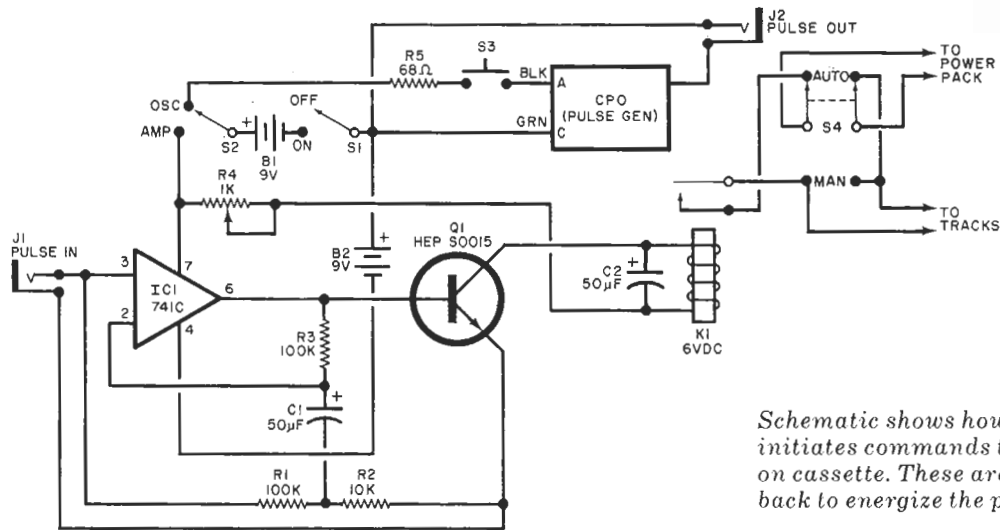 J2
PULSE OUT
V
R5
68Ω
S3
BLK
A
CPO
(PULSE GEN)
GRN
C
TO
POWER
PACK
AUTO
S4
MAN
TO
TRACKS
OSC
AMP
OFF
S2
+
B1
9V
ON
S1
R4
1K
J1
PULSE IN
V
3
2
IC1
741C
7
4
6
B2
9V
+
Q1
HEP S0015
R3
100K
C1
50µF
+
C2
50µF
+
K1
6VDC
R1
100K
R2
10K
Schematic shows how
initiates commands t
on cassette. These are
back to energize the p